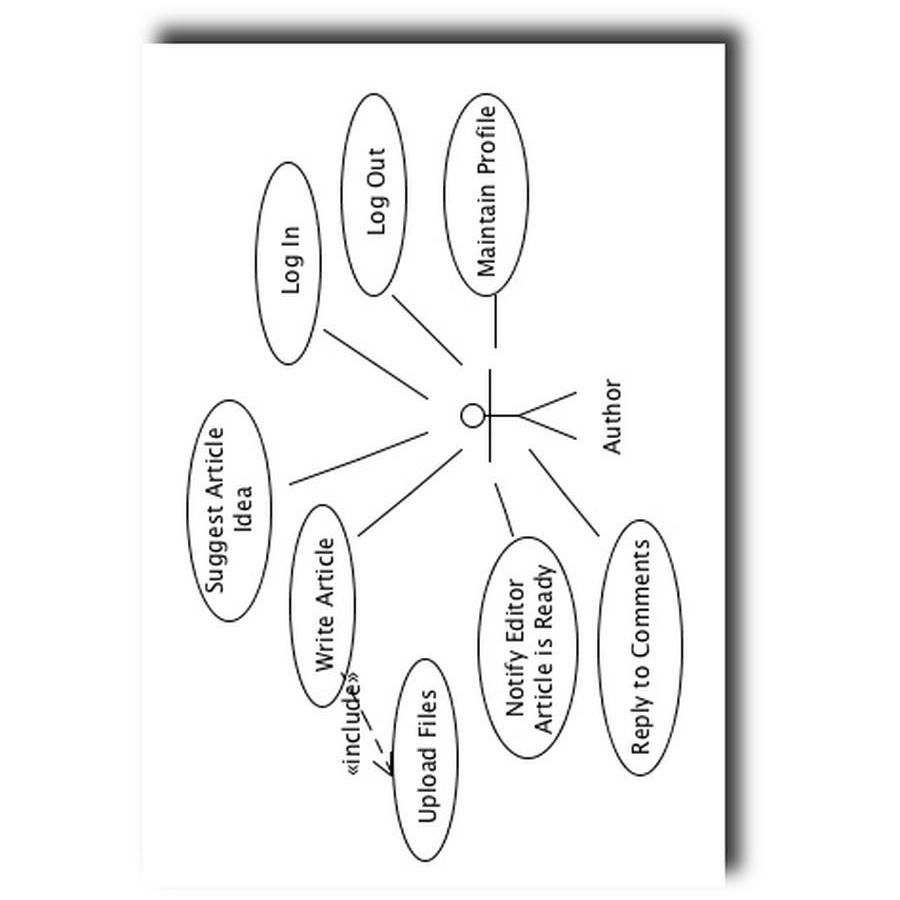 Suggest Article
Idea
Log In
Write Article
«include»
Log Out
Upload Files
Maintain Profile
Notify Editor
Article is Ready
Author
Reply to Comments